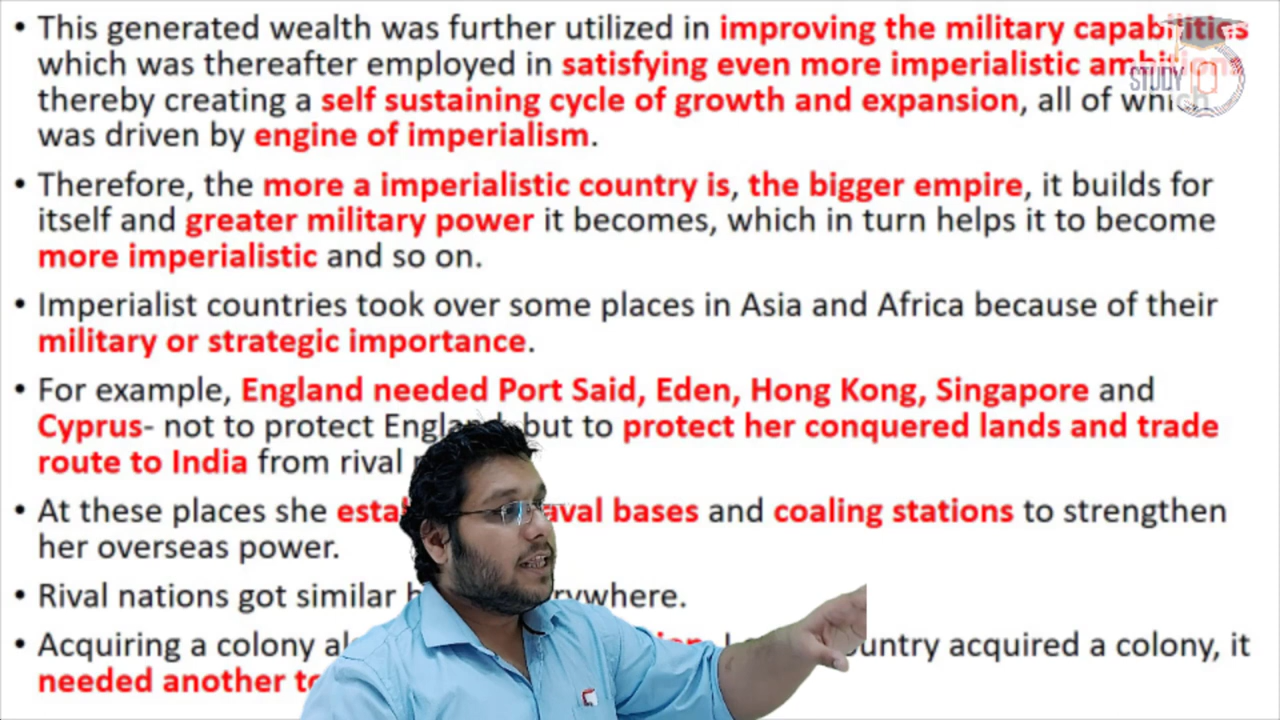 • This generated wealth was further utilized in improving the military capabilities
which was thereafter employed in satisfying even more imperialistic ambitions
thereby creating a self sustaining cycle of growth and expansion, all of which
was driven by engine of imperialism.
STUDY IQ
• Therefore, the more a imperialistic country is, the bigger empire, it builds for
itself and greater military power it becomes, which in turn helps it to become
more imperialistic and so on.
• Imperialist countries took over some places in Asia and Africa because of their
military or strategic importance.
• For example, England needed Port Said, Eden, Hong Kong, Singapore and
Cyprus- not to protect England, but to protect her conquered lands and trade
route to India from rival
• At these places she naval bases and coaling stations to strengthen
her overseas power.
• Rival nations got similar
• Acquiring a colony country acquired a colony, it
needed another